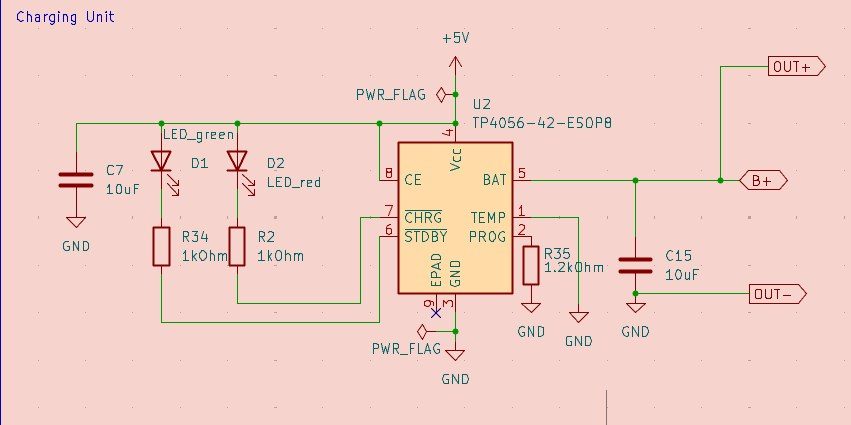 Charging Unit
+5V
OUT+
PWR_FLAG
U2
TP4056-42-ESOP8
LED_green
4
Vcc
C7
10uF
D1
D2
LED_red
8
CE
BAT
5
B+
7
CHRG
TEMP
1
6
STDBY
PROG
2
GND
R34
1kOhm
R2
1kOhm
R35
1.2kOhm
C15
10uF
EPAD
GND
9
3
OUT-
GND
GND
GND
PWR_FLAG
GND